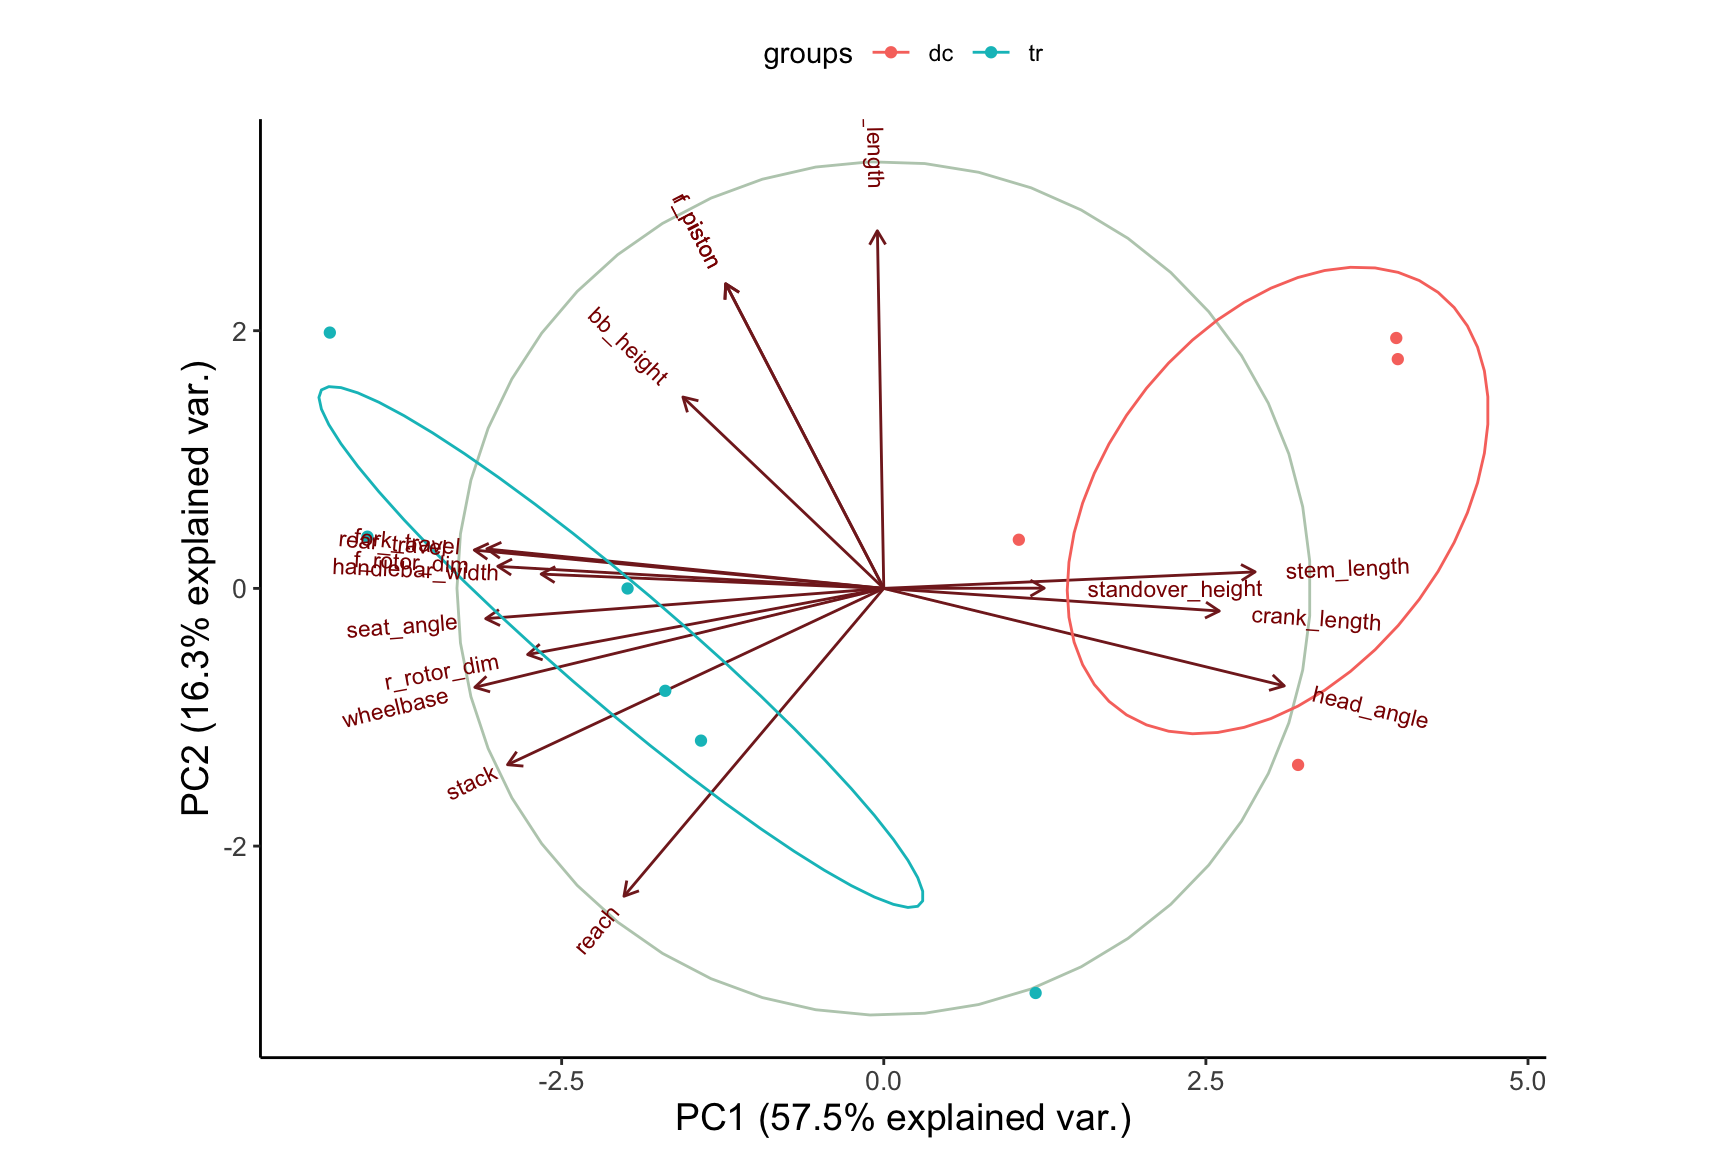 groups dc tr
_length
f_piston
bb_height
2
fork_travel
rear_travel
f_rotor_dim
handlebar_width
stem_length
0
standover_height
crank_length
seat_angle
r_rotor_dim
wheelbase
head_angle
stack
-2
reach
-2.5 0.0 2.5 5.0
PC1 (57.5% explained var.)
PC2 (16.3% explained var.)